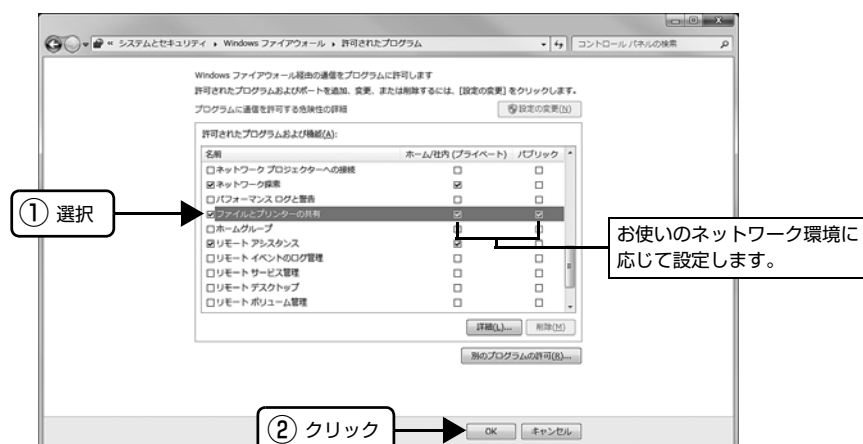 システムとセキュリティ ▸ Windows ファイアウォール ▸ 許可されたプログラム
コントロール パネルの検索
Windows ファイアウォール経由の通信をプログラムに許可します
許可されたプログラムおよびポートを追加、変更、または削除するには、[設定の変更] をクリックします。
プログラムに通信を許可する危険性の詳細
設定の変更(N)
許可されたプログラムおよび機能(A):
名前 ホーム/社内 (プライベート) パブリック
ネットワーク プロジェクターへの接続
ネットワーク探索
パフォーマンス ログと警告
① 選択
ファイルとプリンターの共有
ホームグループ
リモート アシスタンス
リモート イベントのログ管理
リモート サービス管理
リモート デスクトップ
リモート ボリューム管理
お使いのネットワーク環境に
応じて設定します。
詳細(L)... 削除(M)
別のプログラムの許可(R)...
② クリック
OK キャンセル